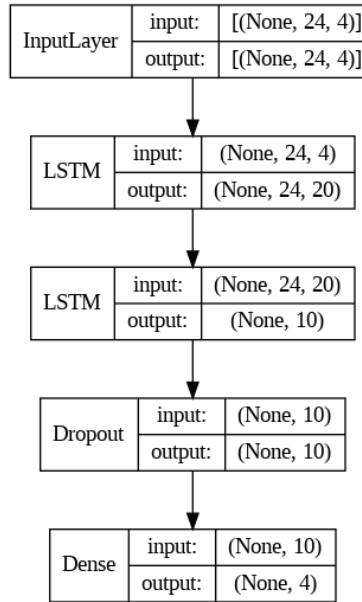 InputLayer
input: [(None, 24, 4)]
output: [(None, 24, 4)]
LSTM
input: (None, 24, 4)
output: (None, 24, 20)
LSTM
input: (None, 24, 20)
output: (None, 10)
Dropout
input: (None, 10)
output: (None, 10)
Dense
input: (None, 10)
output: (None, 4)